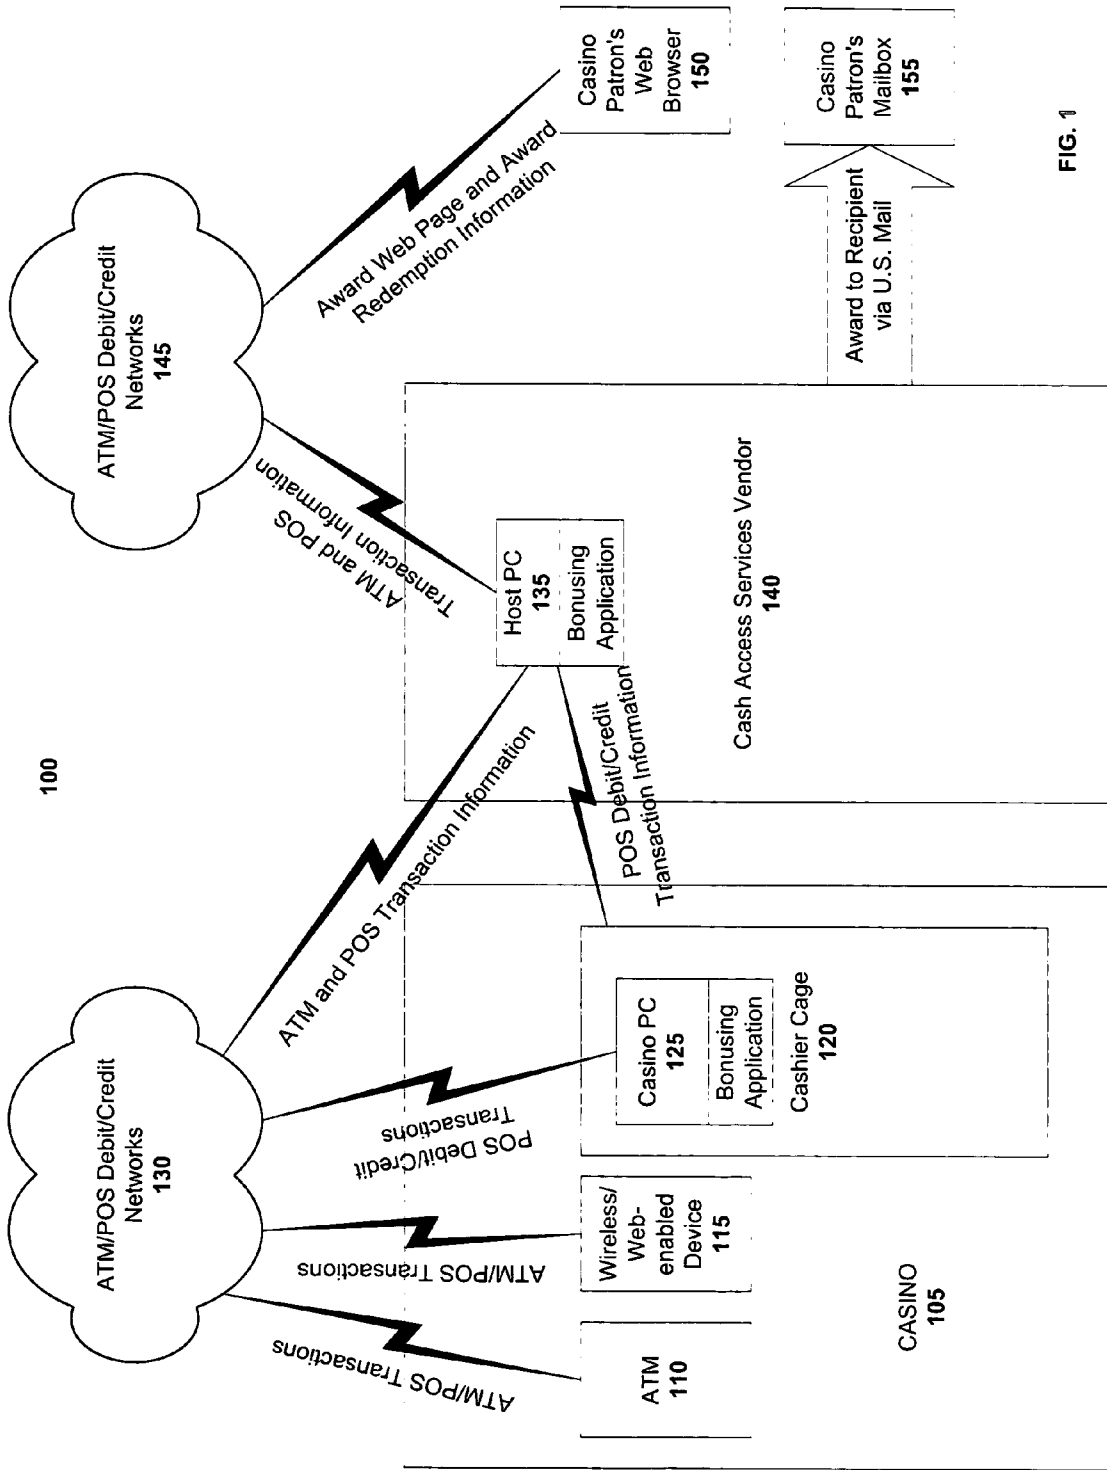 100
ATM/POS Debit/Credit
Networks
130
ATM/POS Debit/Credit
Networks
145
ATM/POS Transactions
ATM/POS Transactions
POS Debit/Credit
Transactions
ATM and POS Transaction Information
ATM and POS
Transaction Information
Award Web Page and Award
Redemption Information
ATM
110
Wireless/
Web-
enabled
Device
115
Casino PC
125
Bonusing
Application
Cashier Cage
120
CASINO
105
POS Debit/Credit
Transaction Information
Host PC
135
Bonusing
Application
Cash Access Services Vendor
140
Casino
Patron's
Web
Browser
150
Award to Recipient
via U.S. Mail
Casino
Patron's
Mailbox
155
FIG. 1